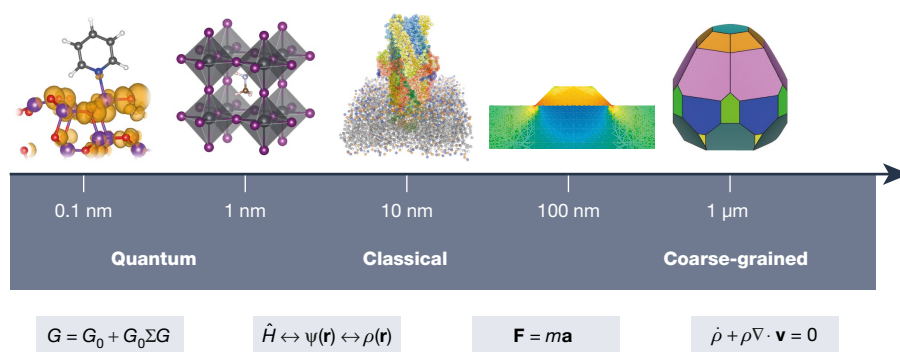 0.1 nm 1 nm 10 nm 100 nm 1 µm
Quantum Classical Coarse-grained
G = G₀ + G₀ΣG Ĥ ↔ ψ(r) ↔ ρ(r) F = ma ρ̇ + ρ∇· v = 0